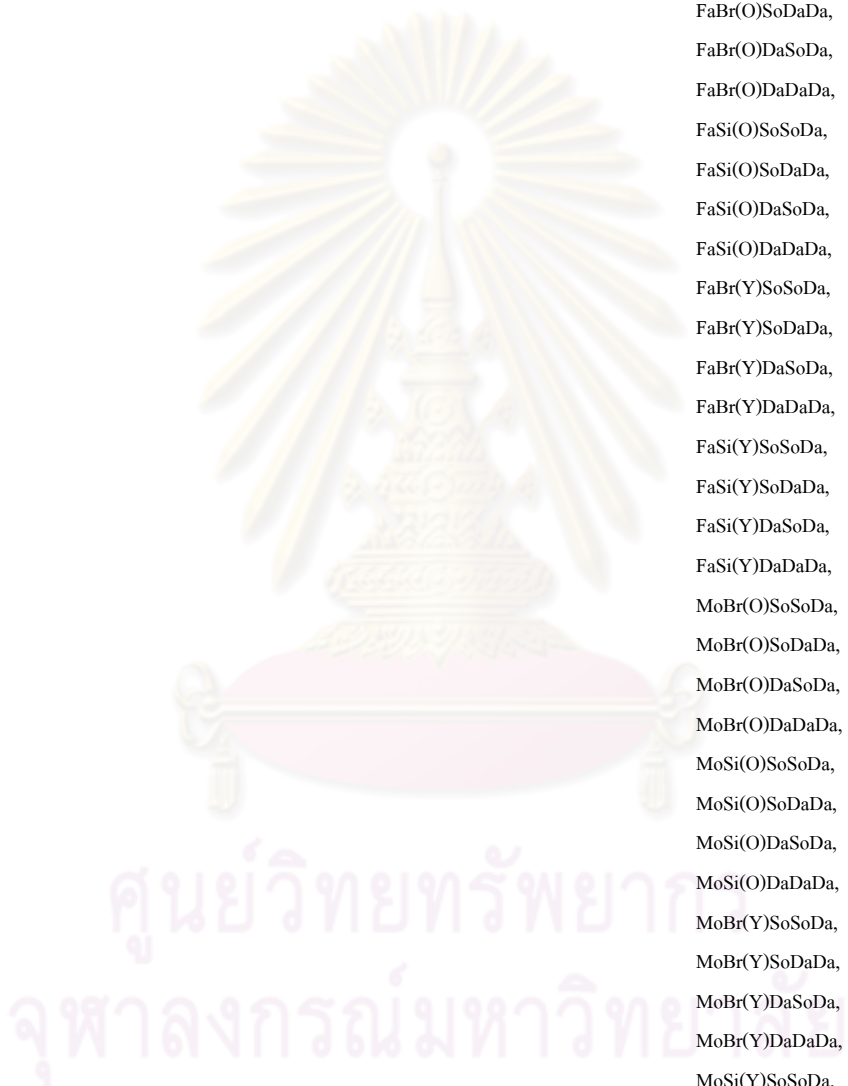 FaBr(O)SoDaDa,
FaBr(O)DaSoDa,
FaBr(O)DaDaDa,
FaSi(O)SoSoDa,
FaSi(O)SoDaDa,
FaSi(O)DaSoDa,
FaSi(O)DaDaDa,
FaBr(Y)SoSoDa,
FaBr(Y)SoDaDa,
FaBr(Y)DaSoDa,
FaBr(Y)DaDaDa,
FaSi(Y)SoSoDa,
FaSi(Y)SoDaDa,
FaSi(Y)DaSoDa,
FaSi(Y)DaDaDa,
MoBr(O)SoSoDa,
MoBr(O)SoDaDa,
MoBr(O)DaSoDa,
MoBr(O)DaDaDa,
MoSi(O)SoSoDa,
MoSi(O)SoDaDa,
MoSi(O)DaSoDa,
MoSi(O)DaDaDa,
MoBr(Y)SoSoDa,
MoBr(Y)SoDaDa,
MoBr(Y)DaSoDa,
MoBr(Y)DaDaDa,
MoSi(Y)SoSoDa,
ศูนย์วิทยทรัพยากร
จุฬาลงกรณ์มหาวิทยาลัย